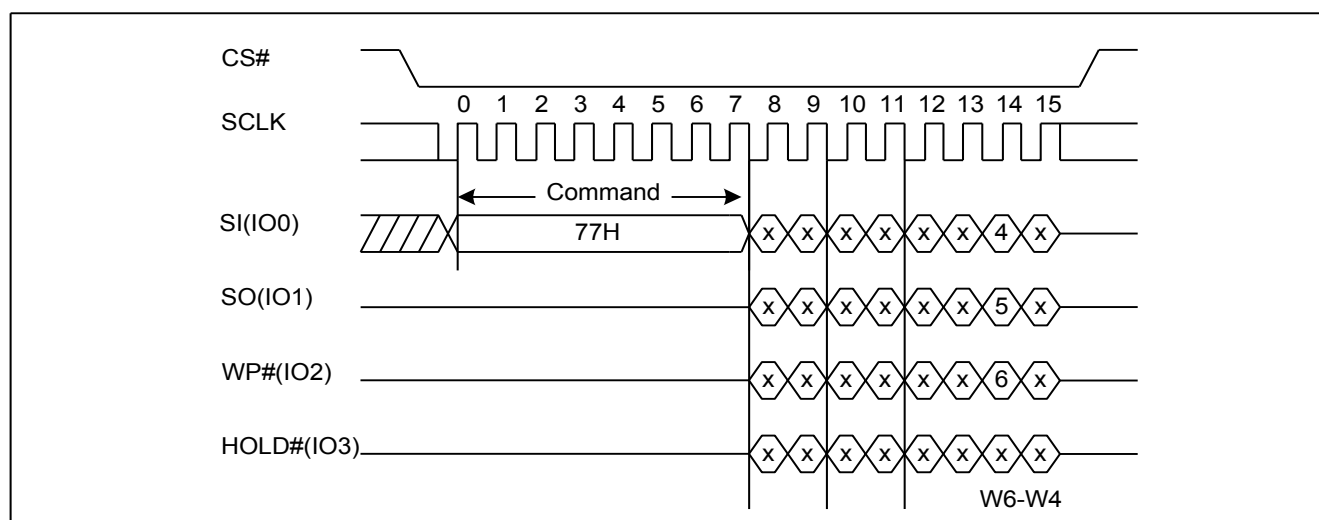 CS#
0 1 2 3 4 5 6 7 8 9 10 11 12 13 14 15
SCLK
Command
SI(IO0)
77H
x x x x x x 4 x
SO(IO1)
x x x x x x 5 x
WP#(IO2)
x x x x x x 6 x
HOLD#(IO3)
x x x x x x x x
W6-W4